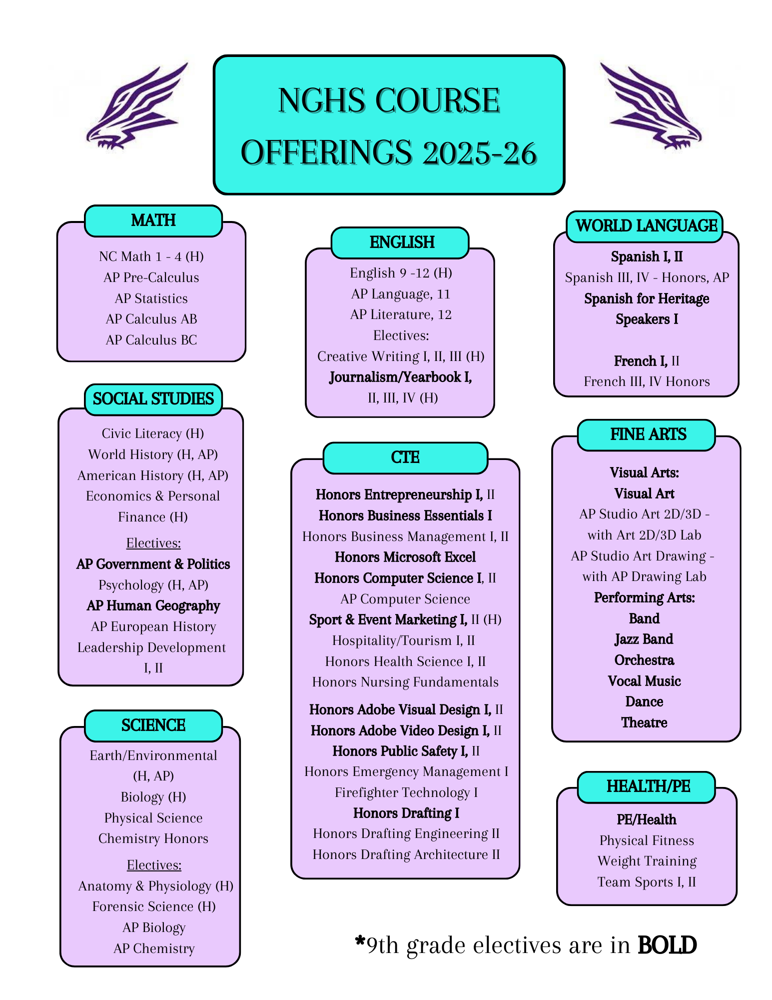 NGHS COURSE
OFFERINGS 2025-26
MATH
NC Math 1 - 4 (H)
AP Pre-Calculus
AP Statistics
AP Calculus AB
AP Calculus BC
SOCIAL STUDIES
Civic Literacy (H)
World History (H, AP)
American History (H, AP)
Economics & Personal
Finance (H)
Electives:
AP Government & Politics
Psychology (H, AP)
AP Human Geography
AP European History
Leadership Development
I, II
SCIENCE
Earth/Environmental
(H, AP)
Biology (H)
Physical Science
Chemistry Honors
Electives:
Anatomy & Physiology (H)
Forensic Science (H)
AP Biology
AP Chemistry
ENGLISH
English 9 -12 (H)
AP Language, 11
AP Literature, 12
Electives:
Creative Writing I, II, III (H)
Journalism/Yearbook I,
II, III, IV (H)
CTE
Honors Entrepreneurship I, II
Honors Business Essentials I
Honors Business Management I, II
Honors Microsoft Excel
Honors Computer Science I, II
AP Computer Science
Sport & Event Marketing I, II (H)
Hospitality/Tourism I, II
Honors Health Science I, II
Honors Nursing Fundamentals
Honors Adobe Visual Design I, II
Honors Adobe Video Design I, II
Honors Public Safety I, II
Honors Emergency Management I
Firefighter Technology I
Honors Drafting I
Honors Drafting Engineering II
Honors Drafting Architecture II
WORLD LANGUAGE
Spanish I, II
Spanish III, IV - Honors, AP
Spanish for Heritage
Speakers I
French I, II
French III, IV Honors
FINE ARTS
Visual Arts:
Visual Art
AP Studio Art 2D/3D -
with Art 2D/3D Lab
AP Studio Art Drawing -
with AP Drawing Lab
Performing Arts:
Band
Jazz Band
Orchestra
Vocal Music
Dance
Theatre
HEALTH/PE
PE/Health
Physical Fitness
Weight Training
Team Sports I, II
*9th grade electives are in BOLD